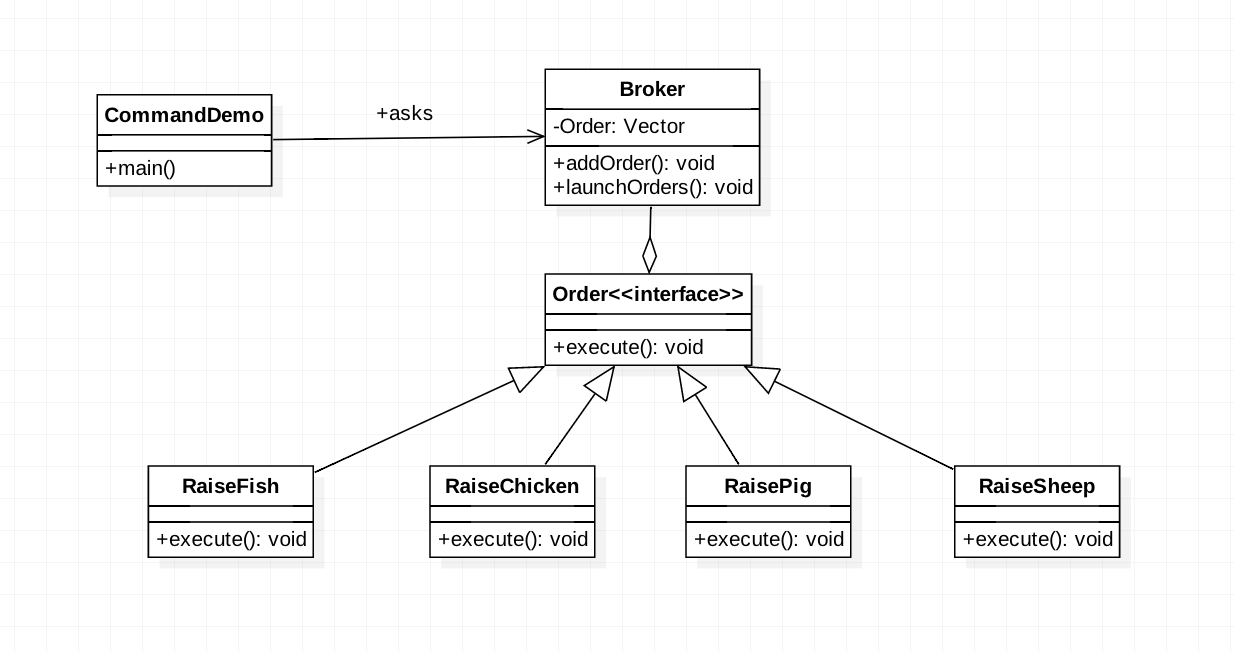 CommandDemo
+main()
+asks
Broker
-Order: Vector
+addOrder(): void
+launchOrders(): void
Order<<interface>>
+execute(): void
RaiseFish
+execute(): void
RaiseChicken
+execute(): void
RaisePig
+execute(): void
RaiseSheep
+execute(): void